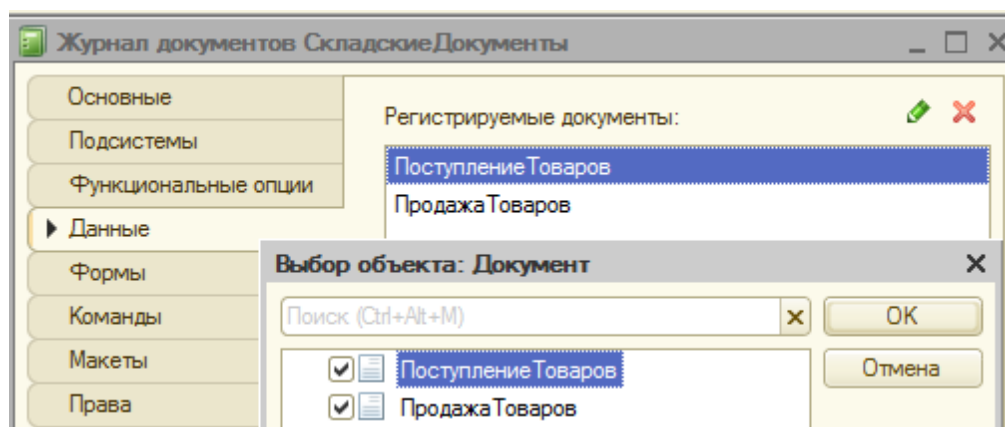 Журнал документов СкладскиеДокументы
Основные
Подсистемы
Функциональные опции
Данные
Формы
Команды
Макеты
Права
Регистрируемые документы:
ПоступлениеТоваров
ПродажаТоваров
Выбор объекта: Документ
Поиск (Ctrl+Alt+M)
OK
Отмена
ПоступлениеТоваров
ПродажаТоваров